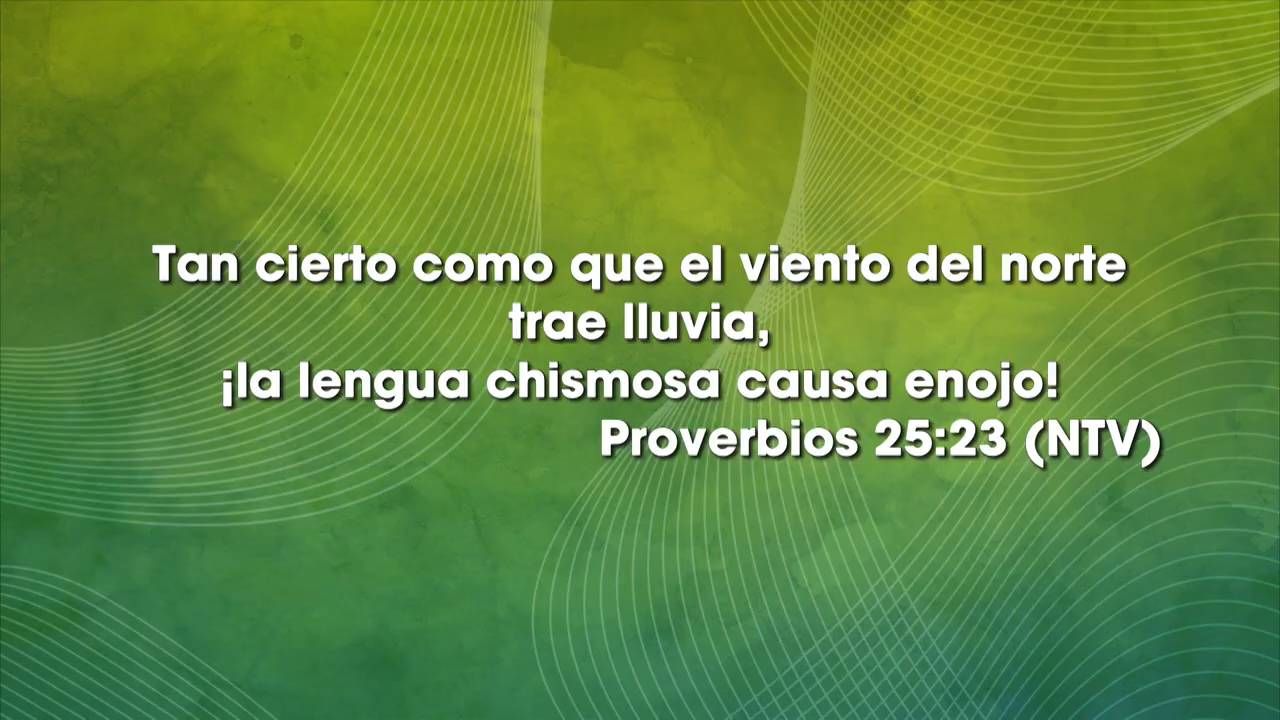 Tan cierto como que el viento del norte
trae lluvia,
¡la lengua chismosa causa enojo!
Proverbios 25:23 (NTV)